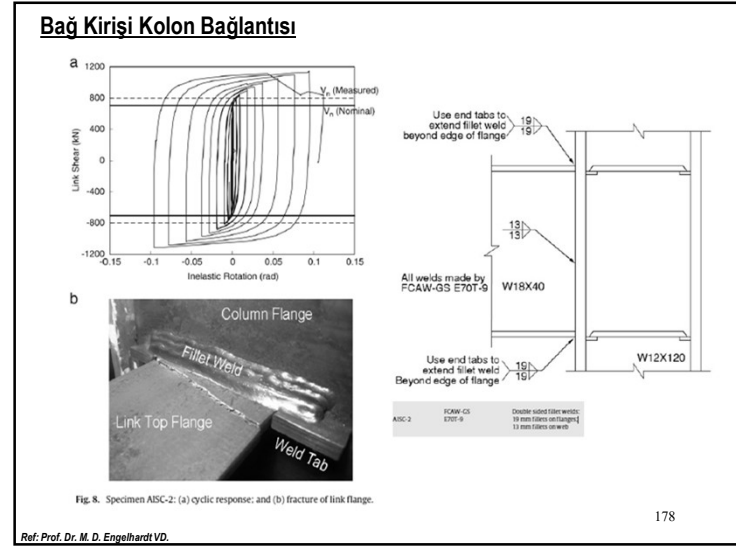 Bağ Kirişi Kolon Bağlantısı
a
1200
800
400
0
-400
-800
-1200
Link Shear (kN)
Vn (Measured)
Vn (Nominal)
-0.15
-0.1
-0.05
0
0.05
0.1
0.15
Inelastic Rotation (rad)
b
Column Flange
Fillet Weld
Link Top Flange
Weld Tab
Fig. 8. Specimen AISC-2: (a) cyclic response; and (b) fracture of link flange.
Use end tabs to
extend fillet weld
beyond edge of flange
19
19
13
13
All welds made by
FCAW-GS E70T-9
W18X40
Use end tabs to
extend fillet weld
Beyond edge of flange
19
19
W12X120
AISC-2
FCAW-GS
E70T-9
Double sided fillet welds:
19 mm fillets on flanges;
13 mm fillets on web
178
Ref: Prof. Dr. M. D. Engelhardt VD.